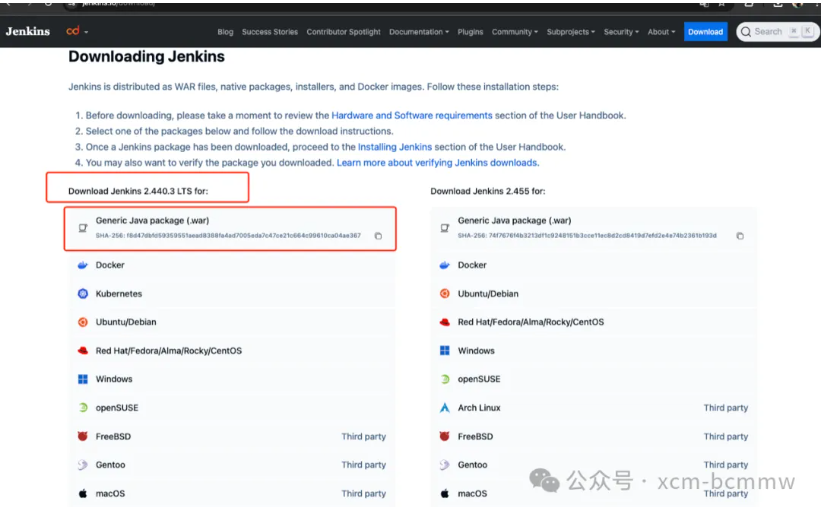 jenkins.io/download/
Jenkins cd Blog Success Stories Contributor Spotlight Documentation Plugins Community Subprojects Security About Download Search ⌘ K
Downloading Jenkins
Jenkins is distributed as WAR files, native packages, installers, and Docker images. Follow these installation steps:
1. Before downloading, please take a moment to review the Hardware and Software requirements section of the User Handbook.
2. Select one of the packages below and follow the download instructions.
3. Once a Jenkins package has been downloaded, proceed to the Installing Jenkins section of the User Handbook.
4. You may also want to verify the package you downloaded. Learn more about verifying Jenkins downloads.
Download Jenkins 2.440.3 LTS for:
Generic Java package (.war)
SHA-256:
Docker
Kubernetes
Ubuntu/Debian
Red Hat/Fedora/Alma/Rocky/CentOS
Windows
openSUSE
FreeBSD Third party
Gentoo Third party
macOS Third party
Download Jenkins 2.455 for:
Generic Java package (.war)
SHA-256:
Docker
Ubuntu/Debian
Red Hat/Fedora/Alma/Rocky/CentOS
Windows
openSUSE
Arch Linux Third party
FreeBSD Third party
Gentoo Third party
macOS Third party
公众号 · xcm-bcmmw